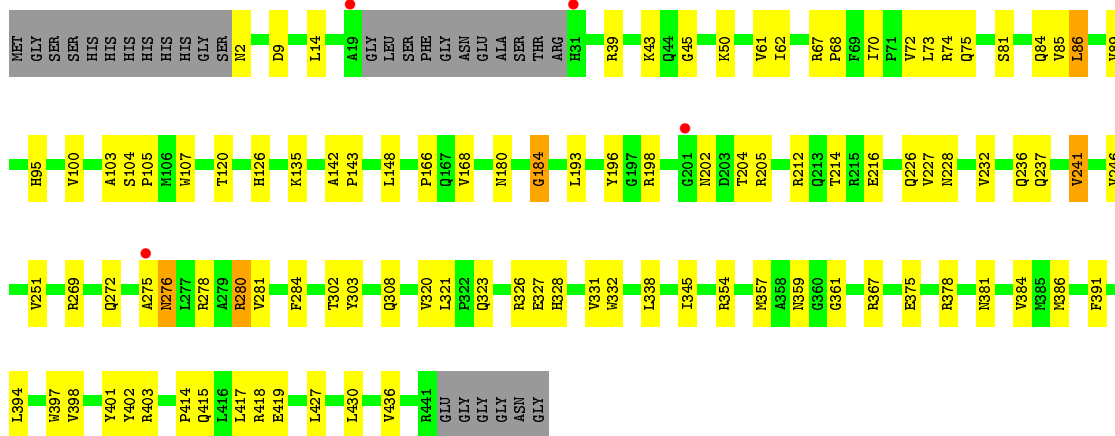 MET GLY SER SER HIS HIS HIS HIS HIS HIS GLY SER N2 D9 L14 A19 GLY LEU SER PHE GLY ASN GLU ALA SER THR ARG H31 R39 K43 Q44 G45 K50 V61 I62 R67 P68 F69 I70 P71 V72 L73 R74 Q75 S81 Q84 V85 L86
H95 V100 A103 S104 P105 M106 W107 T120 H126 K135 A142 P143 L148 P166 Q167 V168 N180 G184 L193 Y196 G197 R198 G201 N202 D203 T204 R205 R212 Q213 T214 R215 E216 Q226 V227 N228 V232 Q236 Q237 V241
V251 R269 Q272 A275 N276 L277 R278 A279 R280 V281 F284 T302 Y303 Q308 V320 L321 P322 Q323 R326 E327 H328 V331 W332 L338 I345 R354 M357 A358 N359 G360 G361 R367 E375 R378 N381 V384 M385 M386 F391
L394 W397 V398 Y401 Y402 R403 P414 Q415 L416 L417 R418 E419 L427 L430 V436 R441 GLU GLY GLY GLY ASN GLY